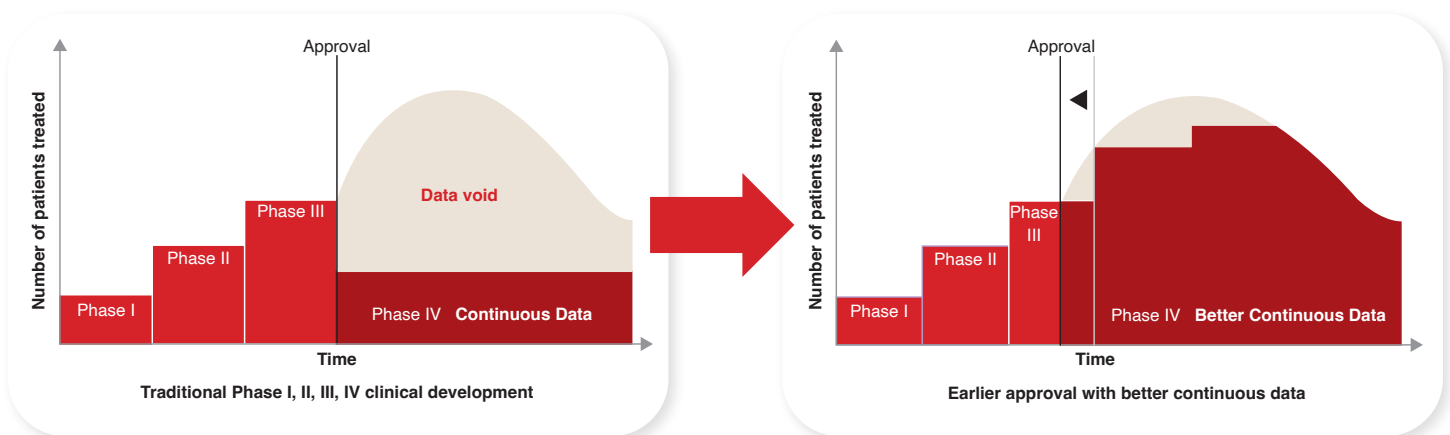 Approval
Number of patients treated
Data void
Phase III
Phase II
Phase I
Phase IV Continuous Data
Time
Traditional Phase I, II, III, IV clinical development
Approval
Number of patients treated
Phase
III
Phase II
Phase I
Phase IV Better Continuous Data
Time
Earlier approval with better continuous data